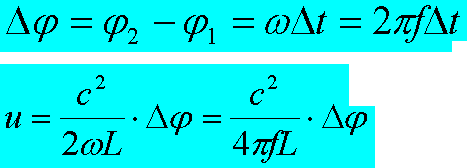 Δφ = φ₂ − φ₁ = ωΔt = 2πfΔt
u = c²/2ωL · Δφ = c²/4πfL · Δφ